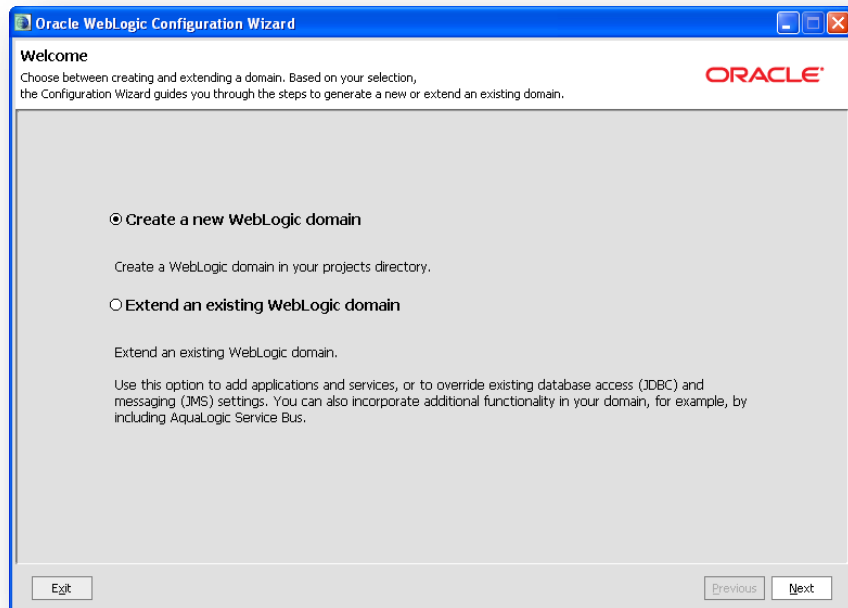 Oracle WebLogic Configuration Wizard
Welcome
Choose between creating and extending a domain. Based on your selection,
the Configuration Wizard guides you through the steps to generate a new or extend an existing domain.
ORACLE
Create a new WebLogic domain
Create a WebLogic domain in your projects directory.
Extend an existing WebLogic domain
Extend an existing WebLogic domain.
Use this option to add applications and services, or to override existing database access (JDBC) and
messaging (JMS) settings. You can also incorporate additional functionality in your domain, for example, by
including AquaLogic Service Bus.
Exit
Previous
Next